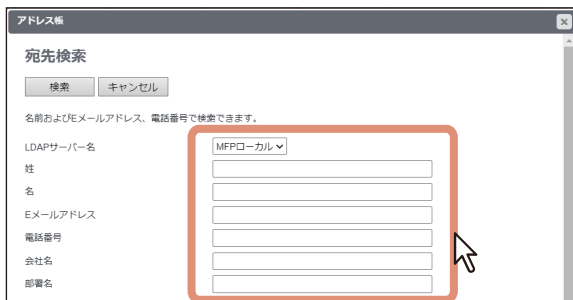 アドレス帳
宛先検索
検索 キャンセル
名前およびEメールアドレス、電話番号で検索できます。
LDAPサーバー名 MFPローカル
姓
名
Eメールアドレス
電話番号
会社名
部署名